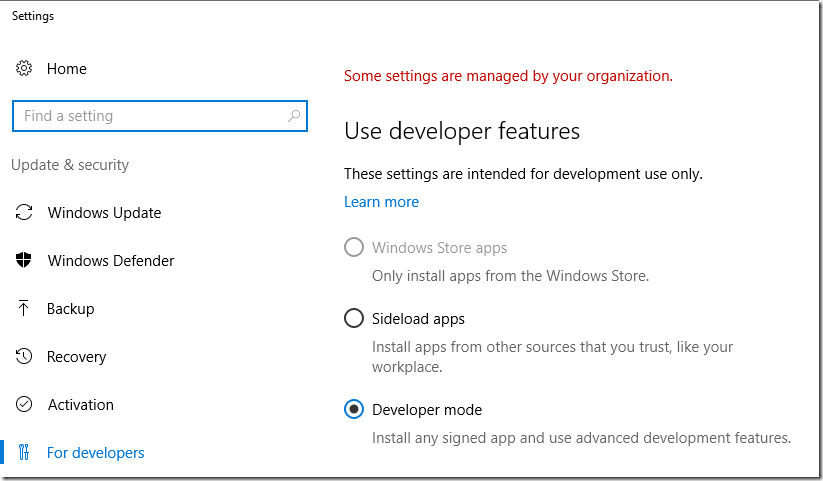 Settings
Home
Find a setting
Update & security
Windows Update
Windows Defender
Backup
Recovery
Activation
For developers
Some settings are managed by your organization.
Use developer features
These settings are intended for development use only.
Learn more
Windows Store apps
Only install apps from the Windows Store.
Sideload apps
Install apps from other sources that you trust, like your
workplace.
Developer mode
Install any signed app and use advanced development features.